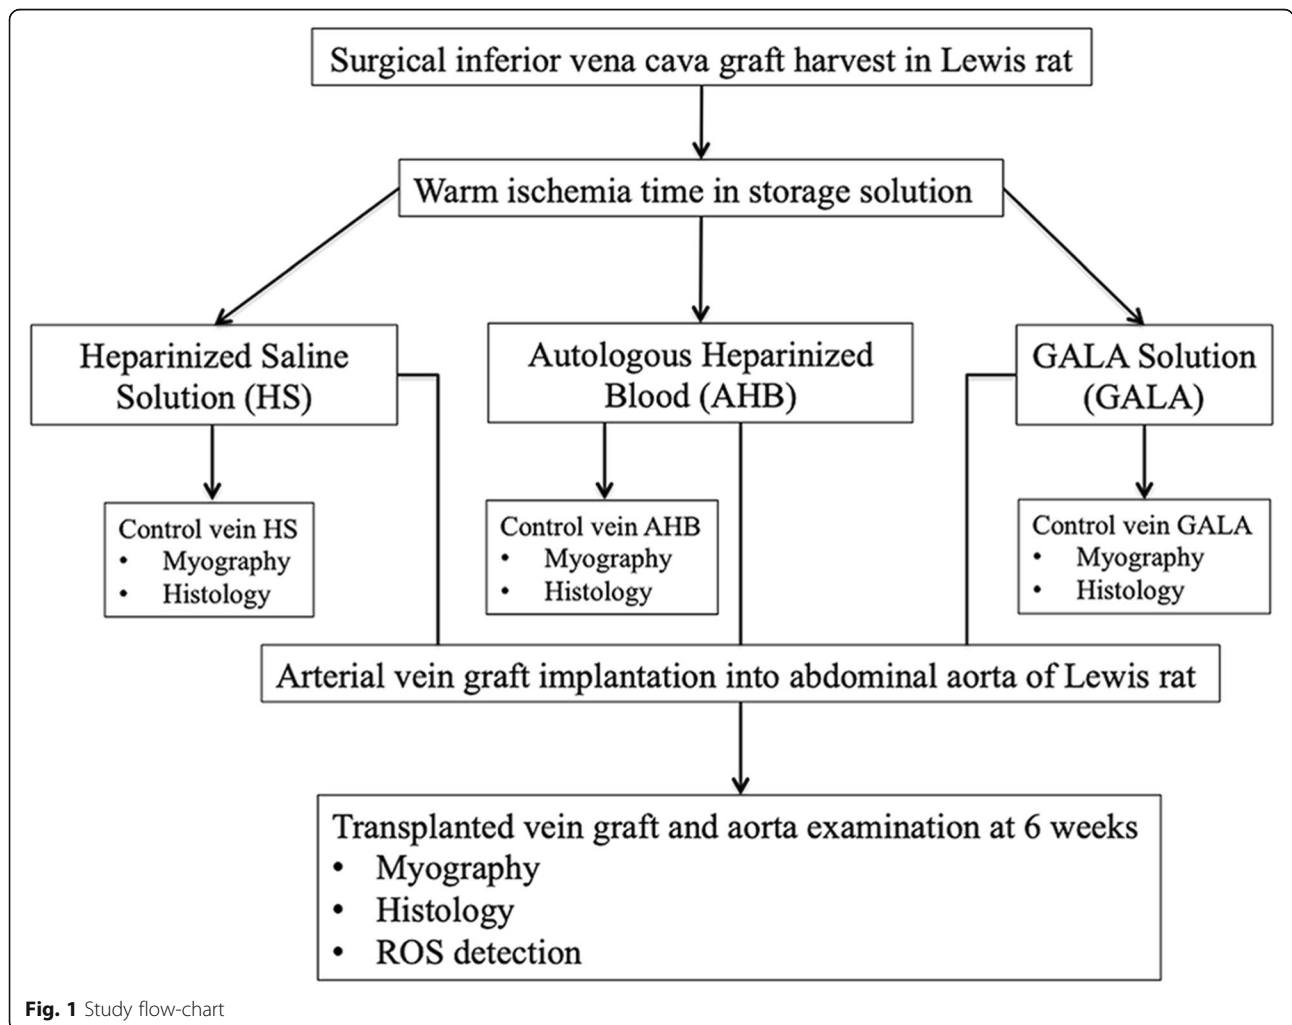 Surgical inferior vena cava graft harvest in Lewis rat
Warm ischemia time in storage solution
Heparinized Saline
Solution (HS)
Autologous Heparinized
Blood (AHB)
GALA Solution
(GALA)
Control vein HS
• Myography
• Histology
Control vein AHB
• Myography
• Histology
Control vein GALA
• Myography
• Histology
Arterial vein graft implantation into abdominal aorta of Lewis rat
Transplanted vein graft and aorta examination at 6 weeks
• Myography
• Histology
• ROS detection
Fig. 1 Study flow-chart